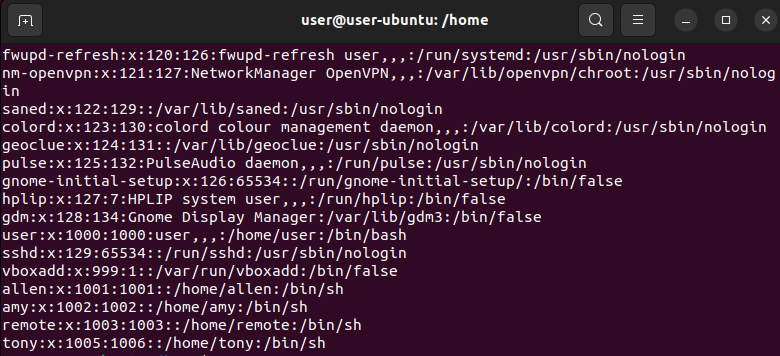 user@user-ubuntu: /home
fwupd-refresh:x:120:126:fwupd-refresh user,,,:/run/systemd:/usr/sbin/nologin
nm-openvpn:x:121:127:NetworkManager OpenVPN,,,:/var/lib/openvpn/chroot:/usr/sbin/nolog
in
saned:x:122:129::/var/lib/saned:/usr/sbin/nologin
colord:x:123:130:colord colour management daemon,,,:/var/lib/colord:/usr/sbin/nologin
geoclue:x:124:131::/var/lib/geoclue:/usr/sbin/nologin
pulse:x:125:132:PulseAudio daemon,,,:/run/pulse:/usr/sbin/nologin
gnome-initial-setup:x:126:65534::/run/gnome-initial-setup/:/bin/false
hplip:x:127:7:HPLIP system user,,,:/run/hplip:/bin/false
gdm:x:128:134:Gnome Display Manager:/var/lib/gdm3:/bin/false
user:x:1000:1000:user,,,:/home/user:/bin/bash
sshd:x:129:65534::/run/sshd:/usr/sbin/nologin
vboxadd:x:999:1::/var/run/vboxadd:/bin/false
allen:x:1001:1001::/home/allen:/bin/sh
amy:x:1002:1002::/home/amy:/bin/sh
remote:x:1003:1003::/home/remote:/bin/sh
tony:x:1005:1006::/home/tony:/bin/sh